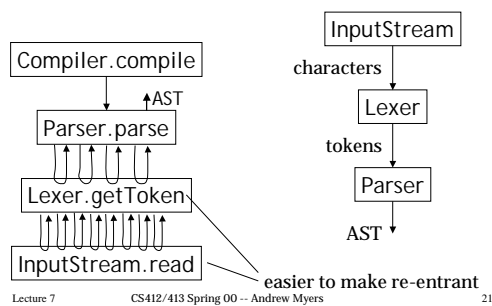 Compiler.compile
AST
Parser.parse
Lexer.getToken
InputStream.read
InputStream
characters
Lexer
tokens
Parser
AST
easier to make re-entrant
Lecture 7 CS412/413 Spring 00 -- Andrew Myers 21